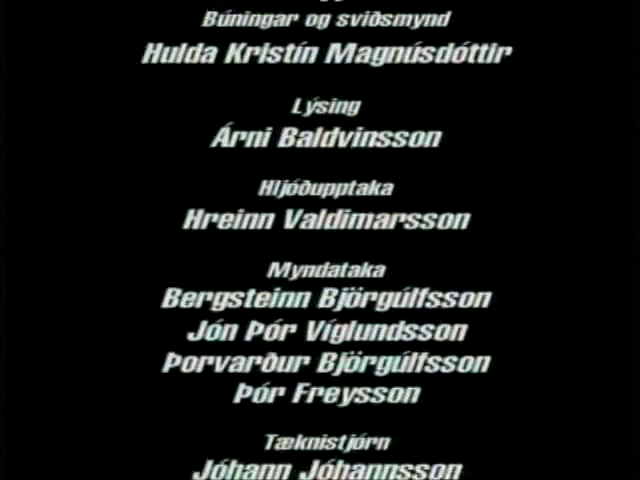 Búningar og sviðsmynd
Hulda Kristín Magnúsdóttir
Lýsing
Árni Baldvinsson
Hljóðupptaka
Hreinn Valdimarsson
Myndataka
Bergsteinn Björgúlfsson
Jón Þór Víglundsson
Þorvarður Björgúlfsson
Þór Freysson
Tæknistjórn
Jóhann Jóhannsson